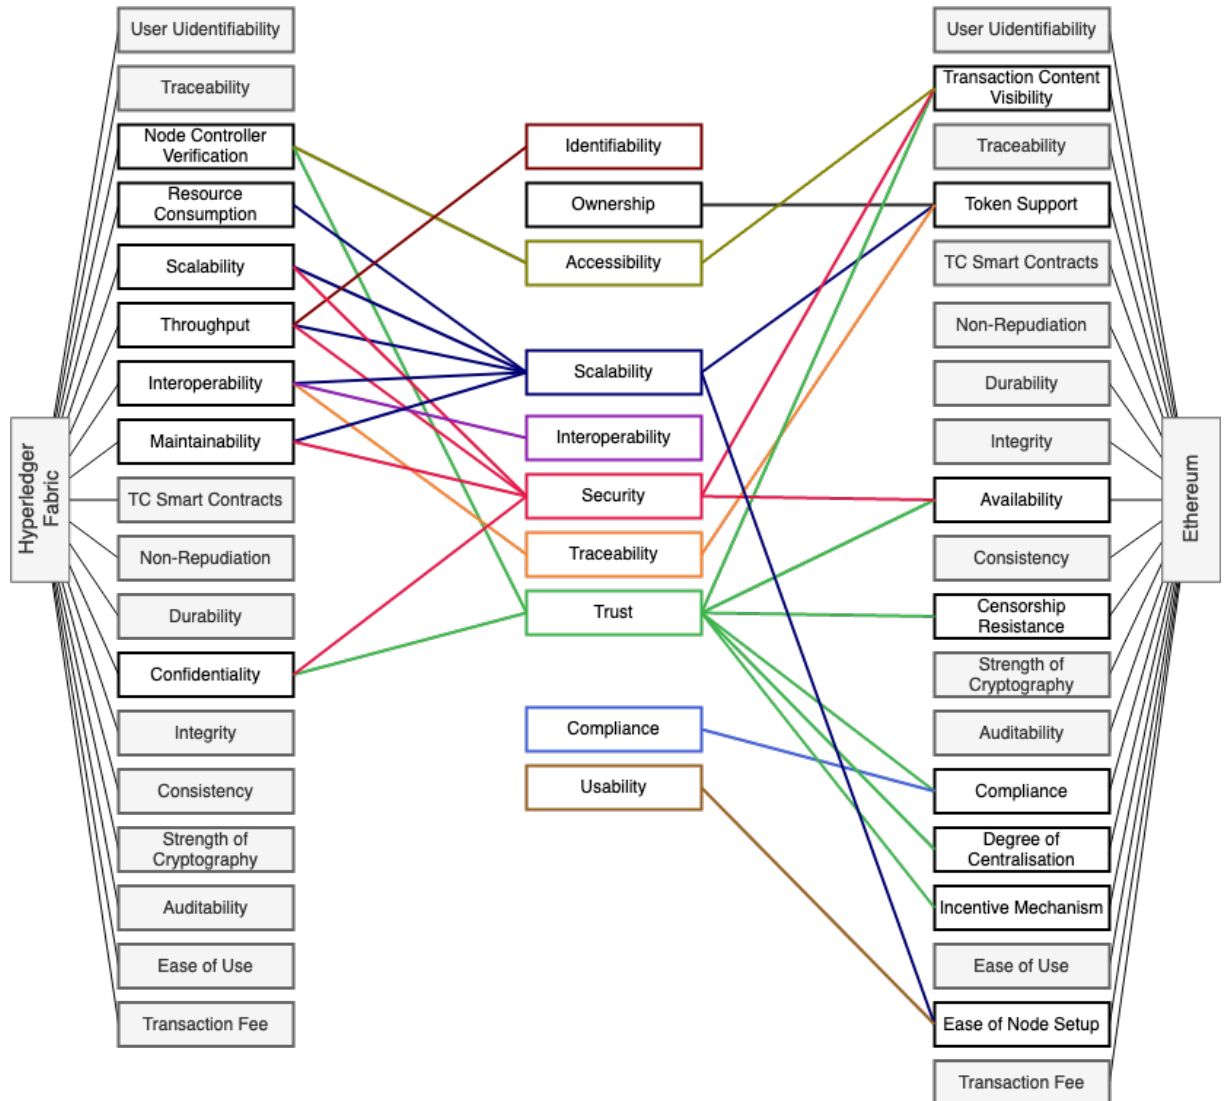 Hyperledger
Fabric
User Uidentifiability
Traceability
Node Controller
Verification
Resource
Consumption
Scalability
Throughput
Interoperability
Maintainability
TC Smart Contracts
Non-Repudiation
Durability
Confidentiality
Integrity
Consistency
Strength of
Cryptography
Auditability
Ease of Use
Transaction Fee
Identifiability
Ownership
Accessibility
Scalability
Interoperability
Security
Traceability
Trust
Compliance
Usability
User Uidentifiability
Transaction Content
Visibility
Traceability
Token Support
TC Smart Contracts
Non-Repudiation
Durability
Integrity
Availability
Consistency
Censorship
Resistance
Strength of
Cryptography
Auditability
Compliance
Degree of
Centralisation
Incentive Mechanism
Ease of Use
Ease of Node Setup
Transaction Fee
Ethereum